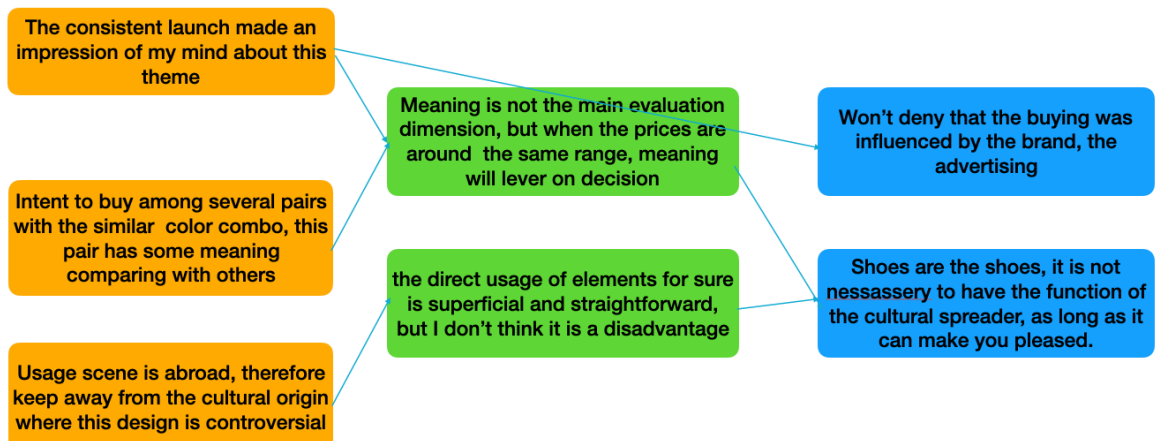 The consistent launch made an
impression of my mind about this
theme
Intent to buy among several pairs
with the similar color combo, this
pair has some meaning
comparing with others
Usage scene is abroad, therefore
keep away from the cultural origin
where this design is controversial
Meaning is not the main evaluation
dimension, but when the prices are
around the same range, meaning
will lever on decision
the direct usage of elements for sure
is superficial and straightforward,
but I don't think it is a disadvantage
Won't deny that the buying was
influenced by the brand, the
advertising
Shoes are the shoes, it is not
nessassery to have the function of
the cultural spreader, as long as it
can make you pleased.